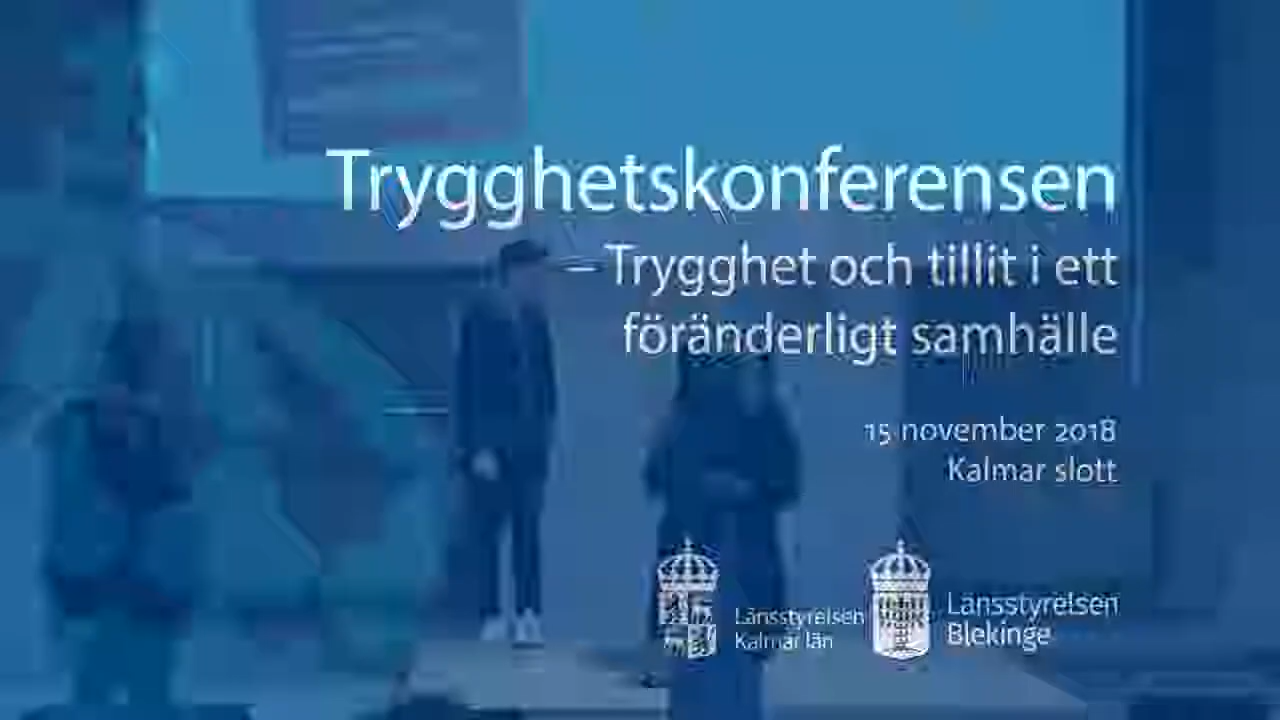 Trygghetskonferensen
– Trygghet och tillit i ett
föränderligt samhälle
15 november 2018
Kalmar slott
Länsstyrelsen
Kalmar län
Länsstyrelsen
Blekinge